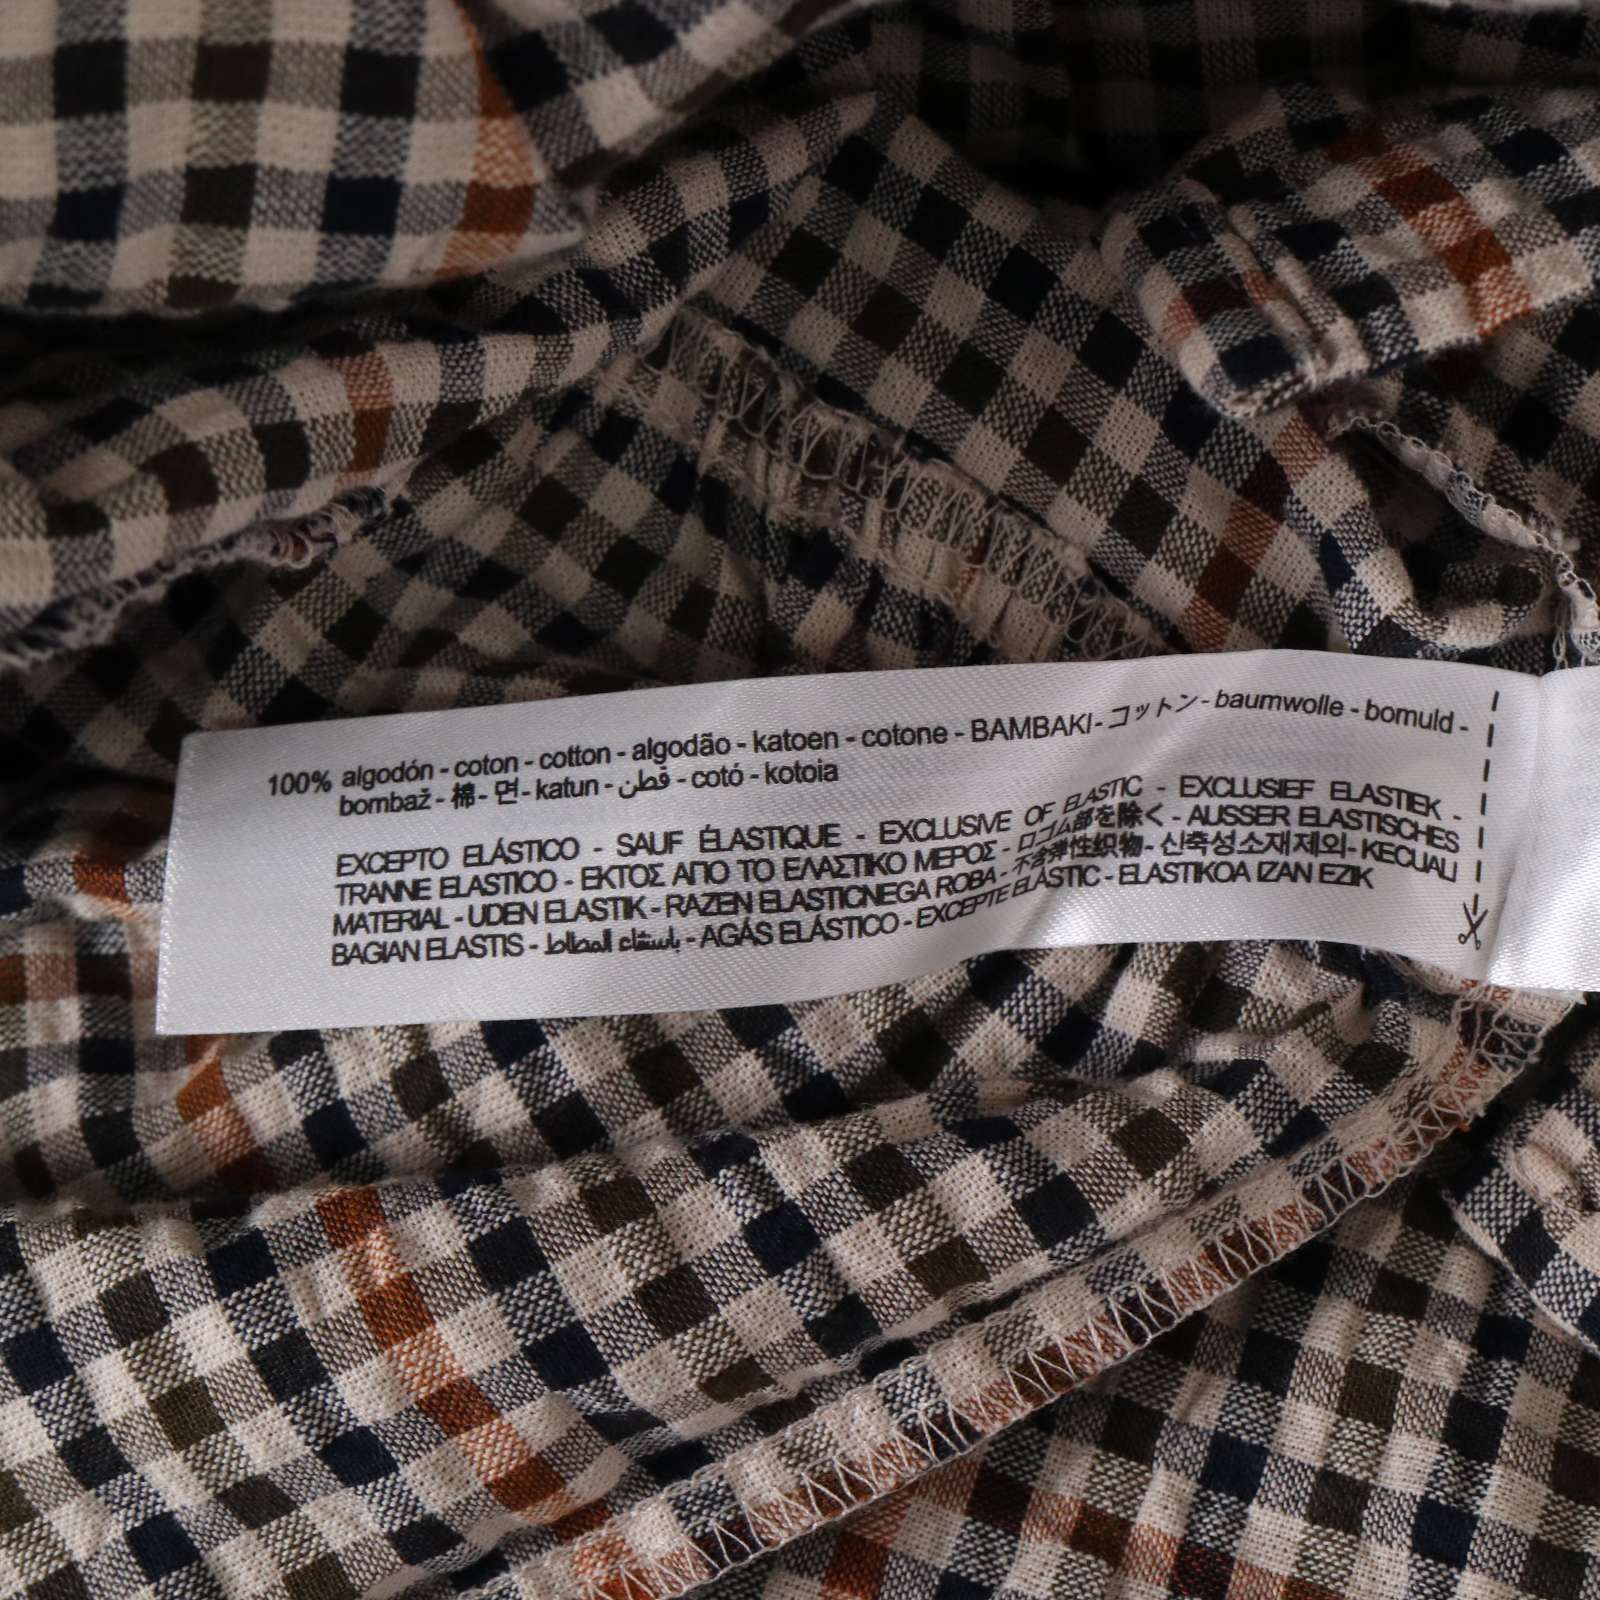 100% algodón - coton - cotton - algodão - katoen - cotone - BAMBAKI - コットン - baumwolle - bomuld -
bombaž - 棉 - 면 - katun - قطن - cotó - kotoia
EXCEPTO ELÁSTICO - SAUF ÉLASTIQUE - EXCLUSIVE OF ELASTIC - EXCLUSIEF ELASTIEK -
TRANNE ELASTICO - ΕΚΤΟΣ ΑΠΟ ΤΟ ΕΛΑΣΤΙΚΟ ΜΕΡΟΣ - ロゴム部を除く - AUSSER ELASTISCHES
MATERIAL - UDEN ELASTIK - RAZEN ELASTICNEGA ROBA - 不含弹性织物 - 신축성소재제외 - KECUALI
BAGIAN ELASTIS - باستثناء المطاط - AGÁS ELÁSTICO - EXCEPTE ELÀSTIC - ELASTIKOA IZAN EZIK